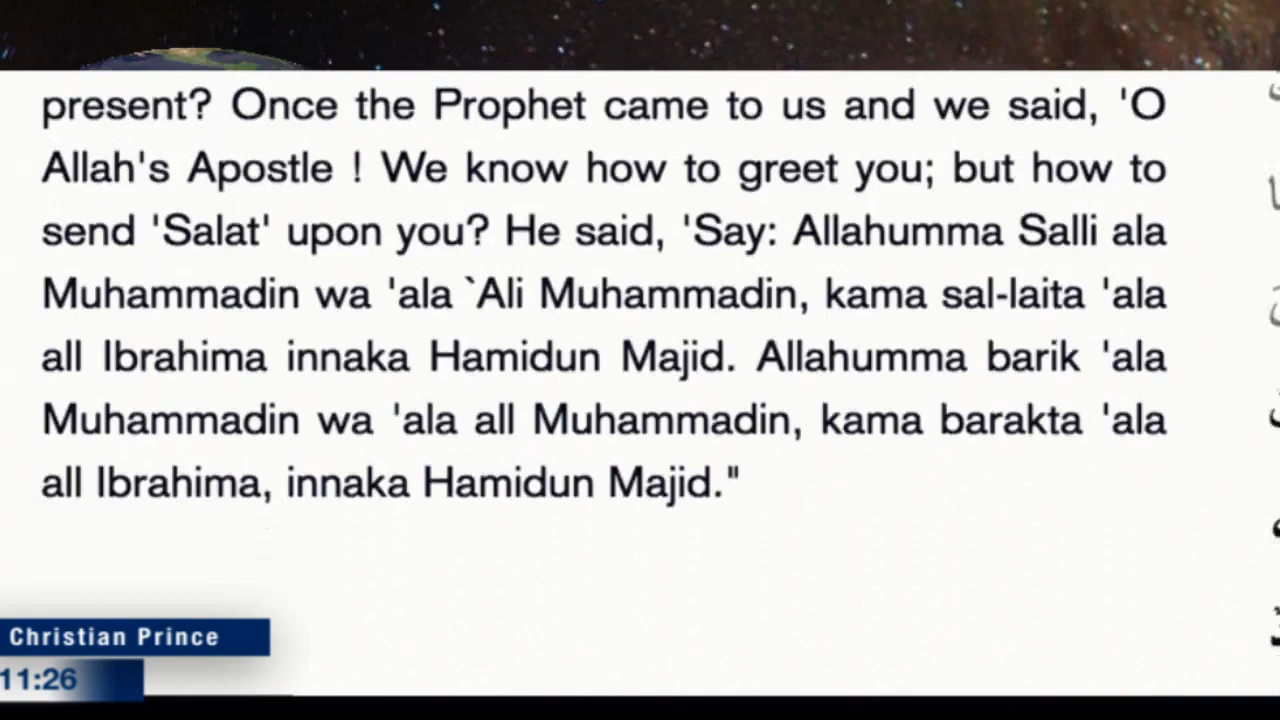 present? Once the Prophet came to us and we said, 'O
Allah's Apostle ! We know how to greet you; but how to
send 'Salat' upon you? He said, 'Say: Allahumma Salli ala
Muhammadin wa 'ala `Ali Muhammadin, kama sal-laita 'ala
all Ibrahima innaka Hamidun Majid. Allahumma barik 'ala
Muhammadin wa 'ala all Muhammadin, kama barakta 'ala
all Ibrahima, innaka Hamidun Majid."
Christian Prince
11:26